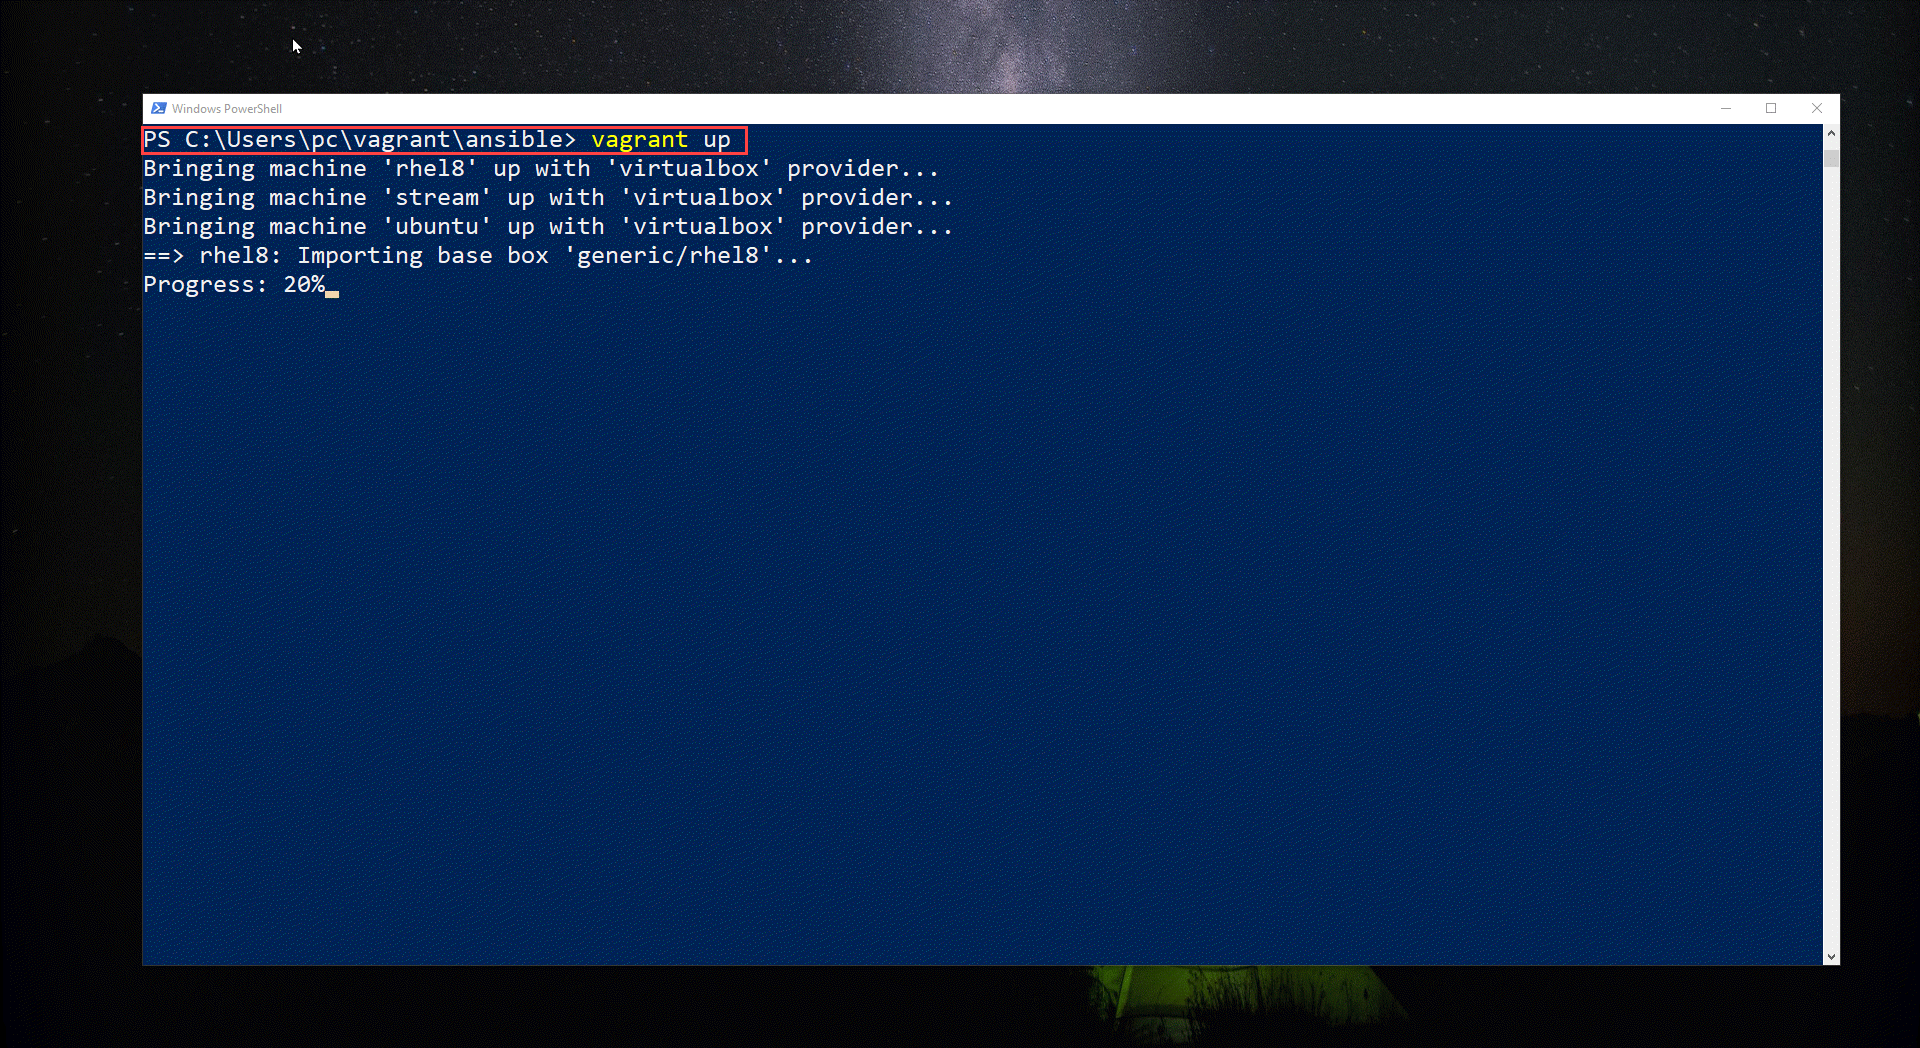 Windows PowerShell
PS C:\Users\pc\vagrant\ansible> vagrant up
Bringing machine 'rhel8' up with 'virtualbox' provider...
Bringing machine 'stream' up with 'virtualbox' provider...
Bringing machine 'ubuntu' up with 'virtualbox' provider...
==> rhel8: Importing base box 'generic/rhel8'...
Progress: 20%